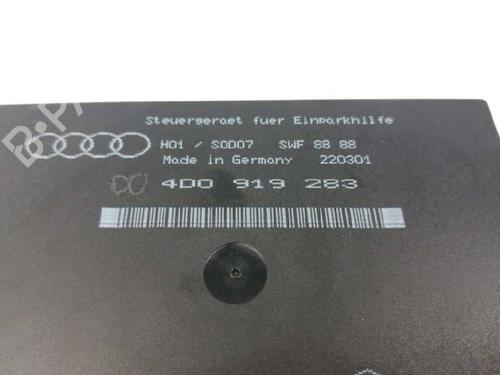 Steuergeraet fuer Einparkhilfe
H01 / S0D07 SWF 88 88
Made in Germany 220301
4D0 919 283